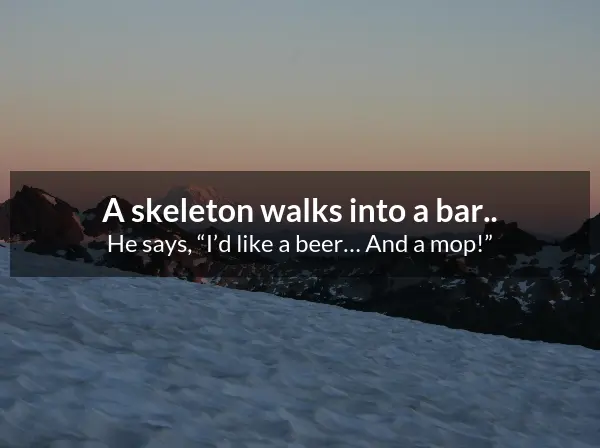 A skeleton walks into a bar..
He says, “I’d like a beer… And a mop!”